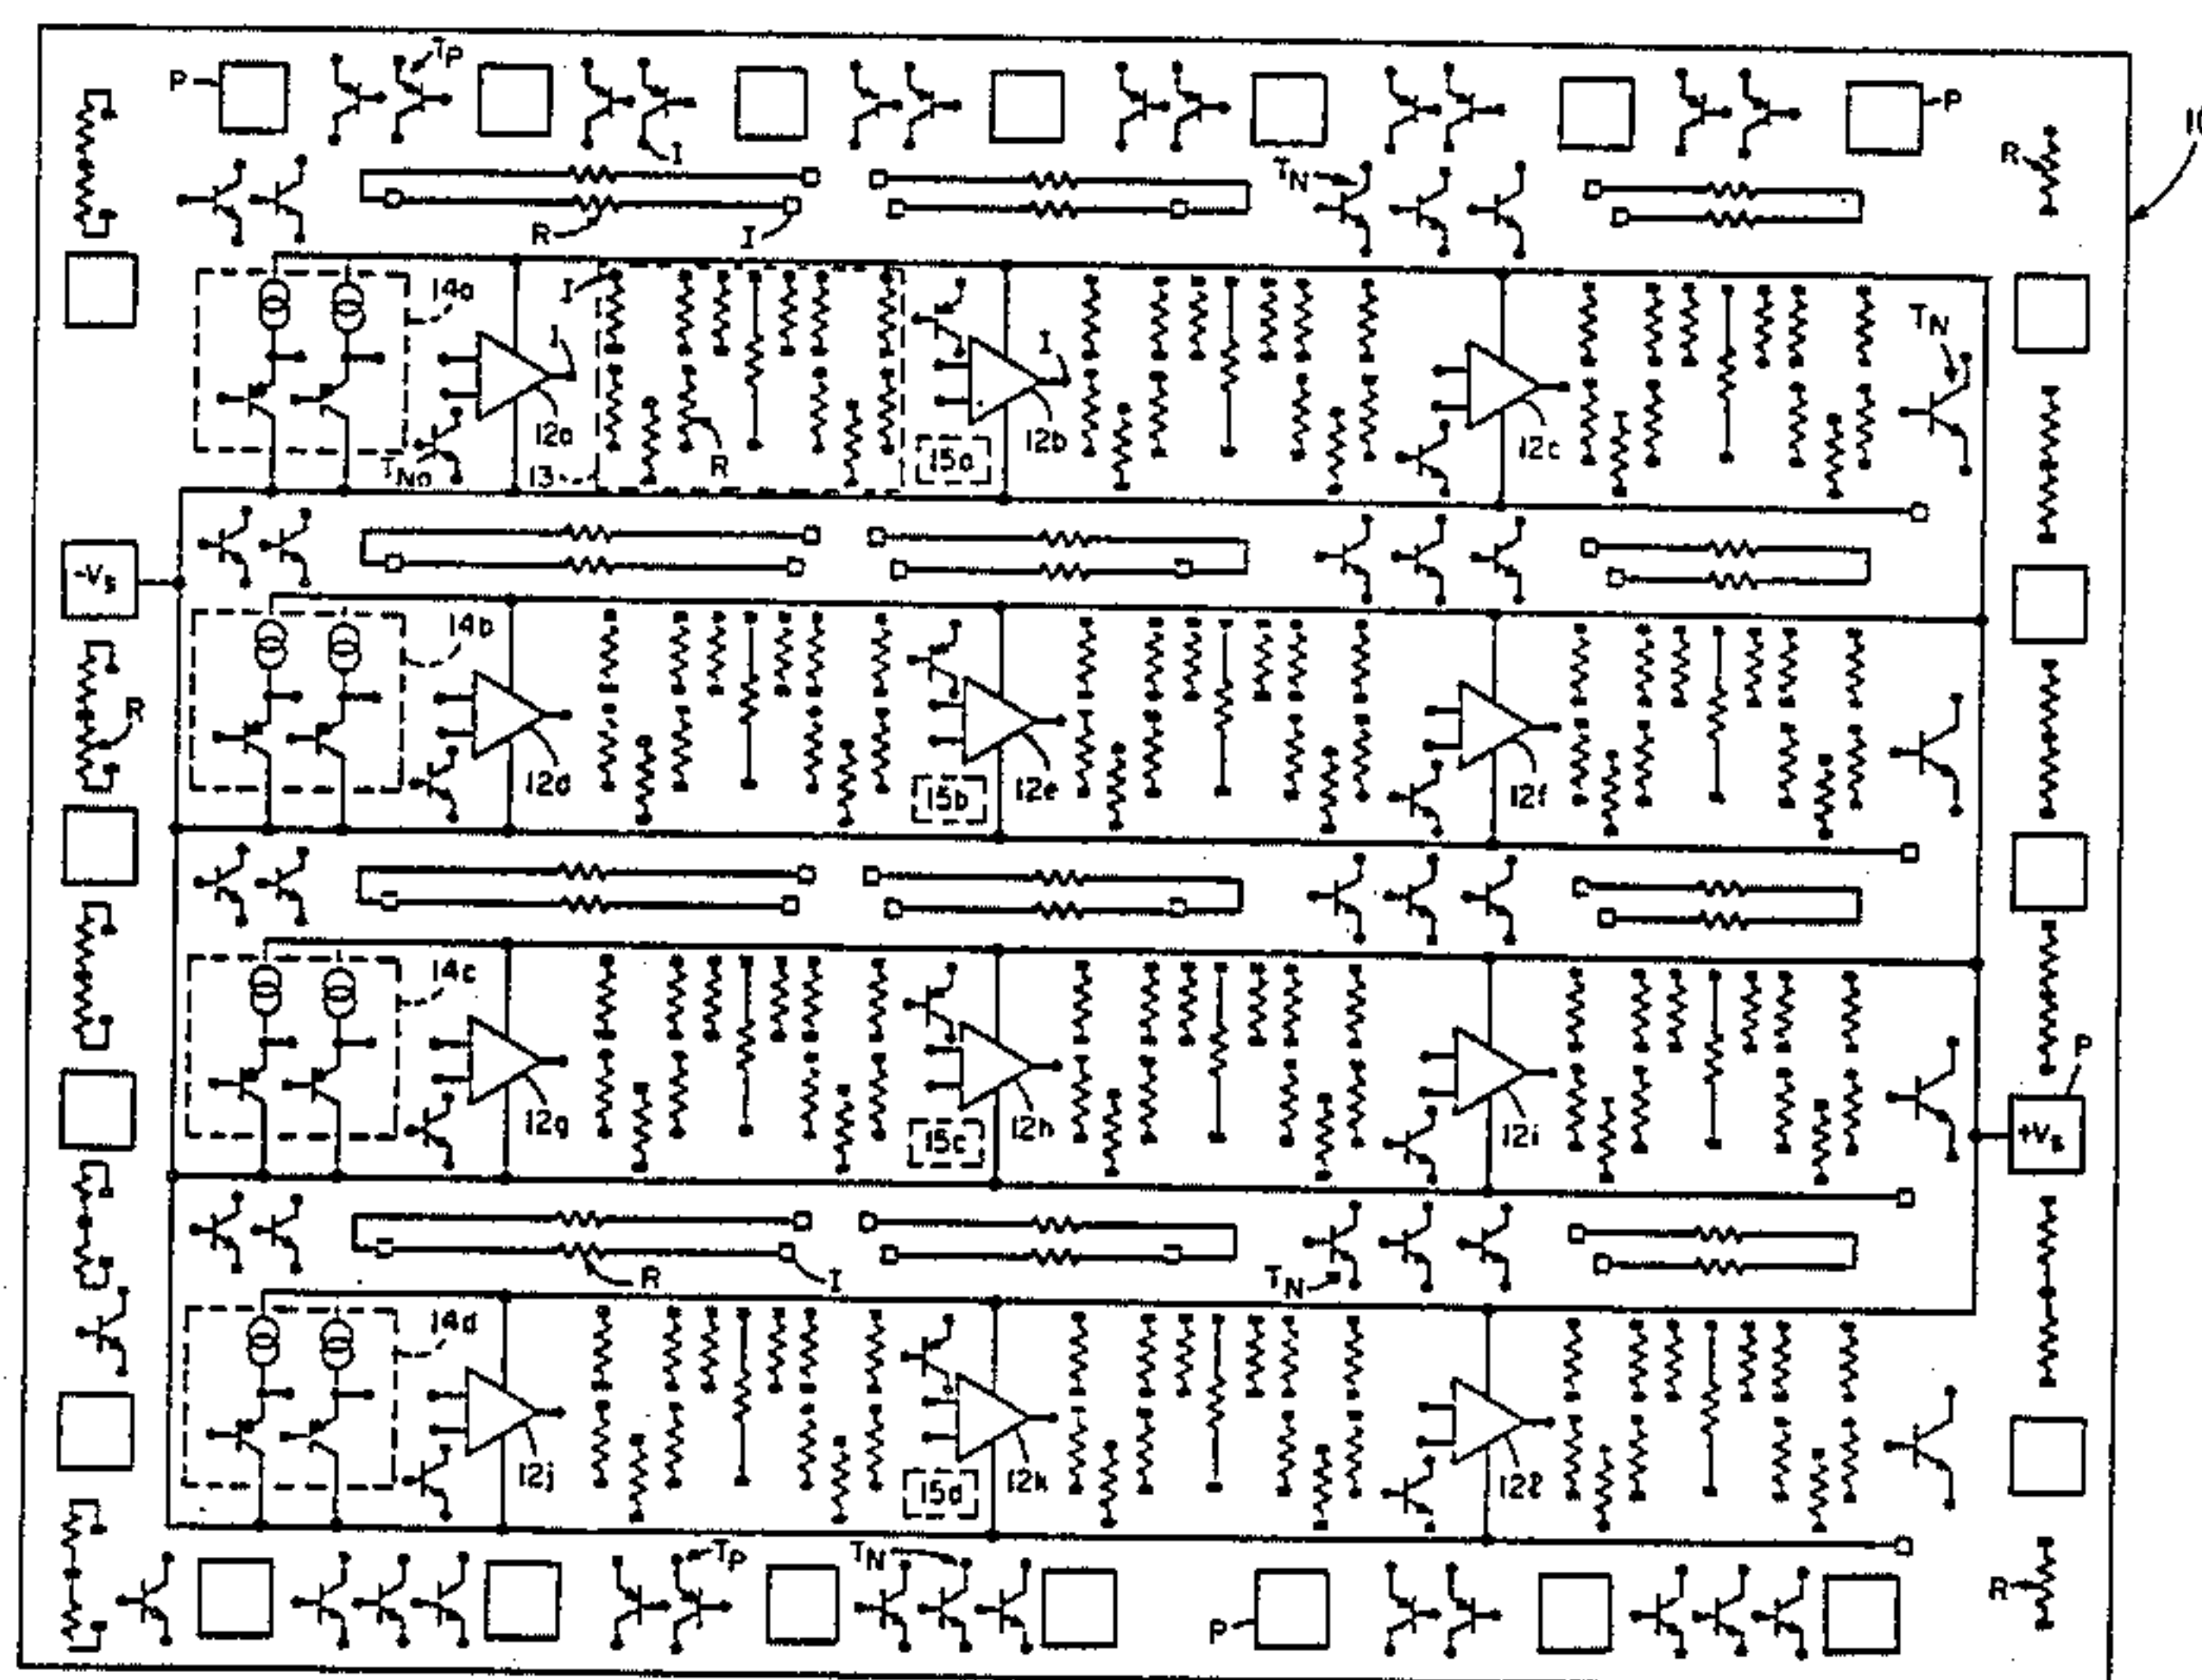 P TP P
I
R TN R 10
R I
I 14a I I TN
12a R 15a 12b 12c
TNa 13
-Vs
14b
R
12d 15b 12e 12f
14c
P
12g 15c 12h 12i +Vs
R I TN
14d
12j 15d 12k 12l
TP TN
R
P